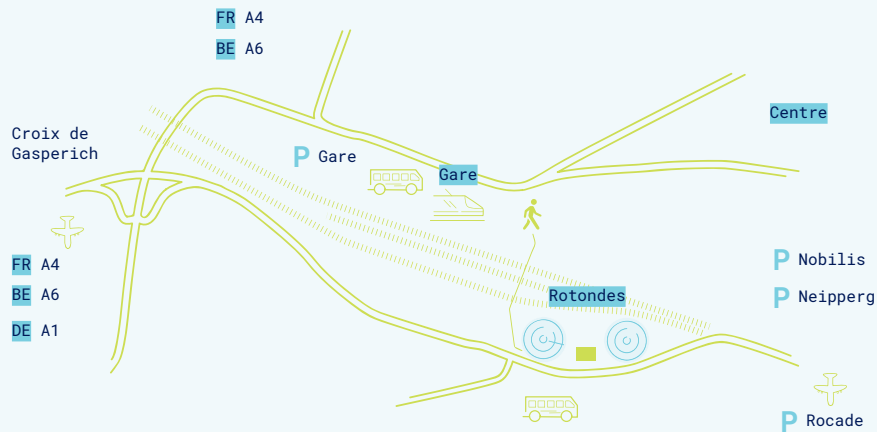 FR A4
BE A6
Centre
Croix de
Gasperich
P Gare
Gare
FR A4
BE A6
DE A1
P Nobilis
P Neipperg
Rotondes
P Rocade